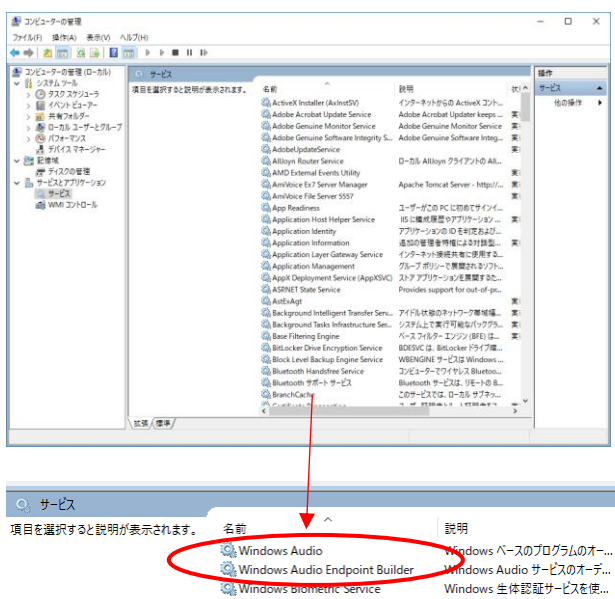 コンピューターの管理
ファイル(F) 操作(A) 表示(V) ヘルプ(H)
コンピューターの管理 (ローカル)
システム ツール
タスク スケジューラ
イベント ビューアー
共有フォルダー
ローカル ユーザーとグループ
パフォーマンス
デバイス マネージャー
記憶域
ディスクの管理
サービスとアプリケーション
サービス
WMI コントロール
サービス
項目を選択すると説明が表示されます。
名前 説明 状
ActiveX Installer (AxInstSV) インターネットからの ActiveX コント...
Adobe Acrobat Update Service Adobe Acrobat Updater keeps ... 実
Adobe Genuine Monitor Service Adobe Genuine Monitor Service 実
Adobe Genuine Software Integrity S... Adobe Genuine Software Integ... 実
AdobeUpdateService 実
AllJoyn Router Service ローカル AllJoyn クライアントの All...
AMD External Events Utility 実
AmiVoice Ex7 Server Manager Apache Tomcat Server - http://... 実
AmiVoice File Server 5557 実
App Readiness ユーザーがこの PC に初めてサインイ...
Application Host Helper Service IIS に構成履歴やアプリケーション ... 実
Application Identity アプリケーションの ID を判定および...
Application Information 追加の管理者特権による対話型... 実
Application Layer Gateway Service インターネット接続共有に使用する...
Application Management グループ ポリシーで展開されるソフト...
AppX Deployment Service (AppXSVC) ストア アプリケーションを展開するた...
ASP.NET State Service Provides support for out-of-pr...
AstExAgt 実
Background Intelligent Transfer Serv... アイドル状態のネットワーク帯域幅... 実
Background Tasks Infrastructure Ser... システム上で実行可能なバックグラ... 実
Base Filtering Engine ベース フィルター エンジン (BFE) は... 実
BitLocker Drive Encryption Service BDESVC は、BitLocker ドライブ暗...
Block Level Backup Engine Service WBENGINE サービスは Windows ...
Bluetooth Handsfree Service コンピューターでワイヤレス Bluetoo...
Bluetooth サポート サービス Bluetooth サービスは、リモートの B...
BranchCache このサービスでは、ローカル サブネッ...
拡張 標準
操作
サービス
他の操作
サービス
項目を選択すると説明が表示されます。
名前 説明
Windows Audio Windows ベースのプログラムのオー...
Windows Audio Endpoint Builder Windows Audio サービスのオーデ...
Windows Biometric Service Windows 生体認証サービスを使...